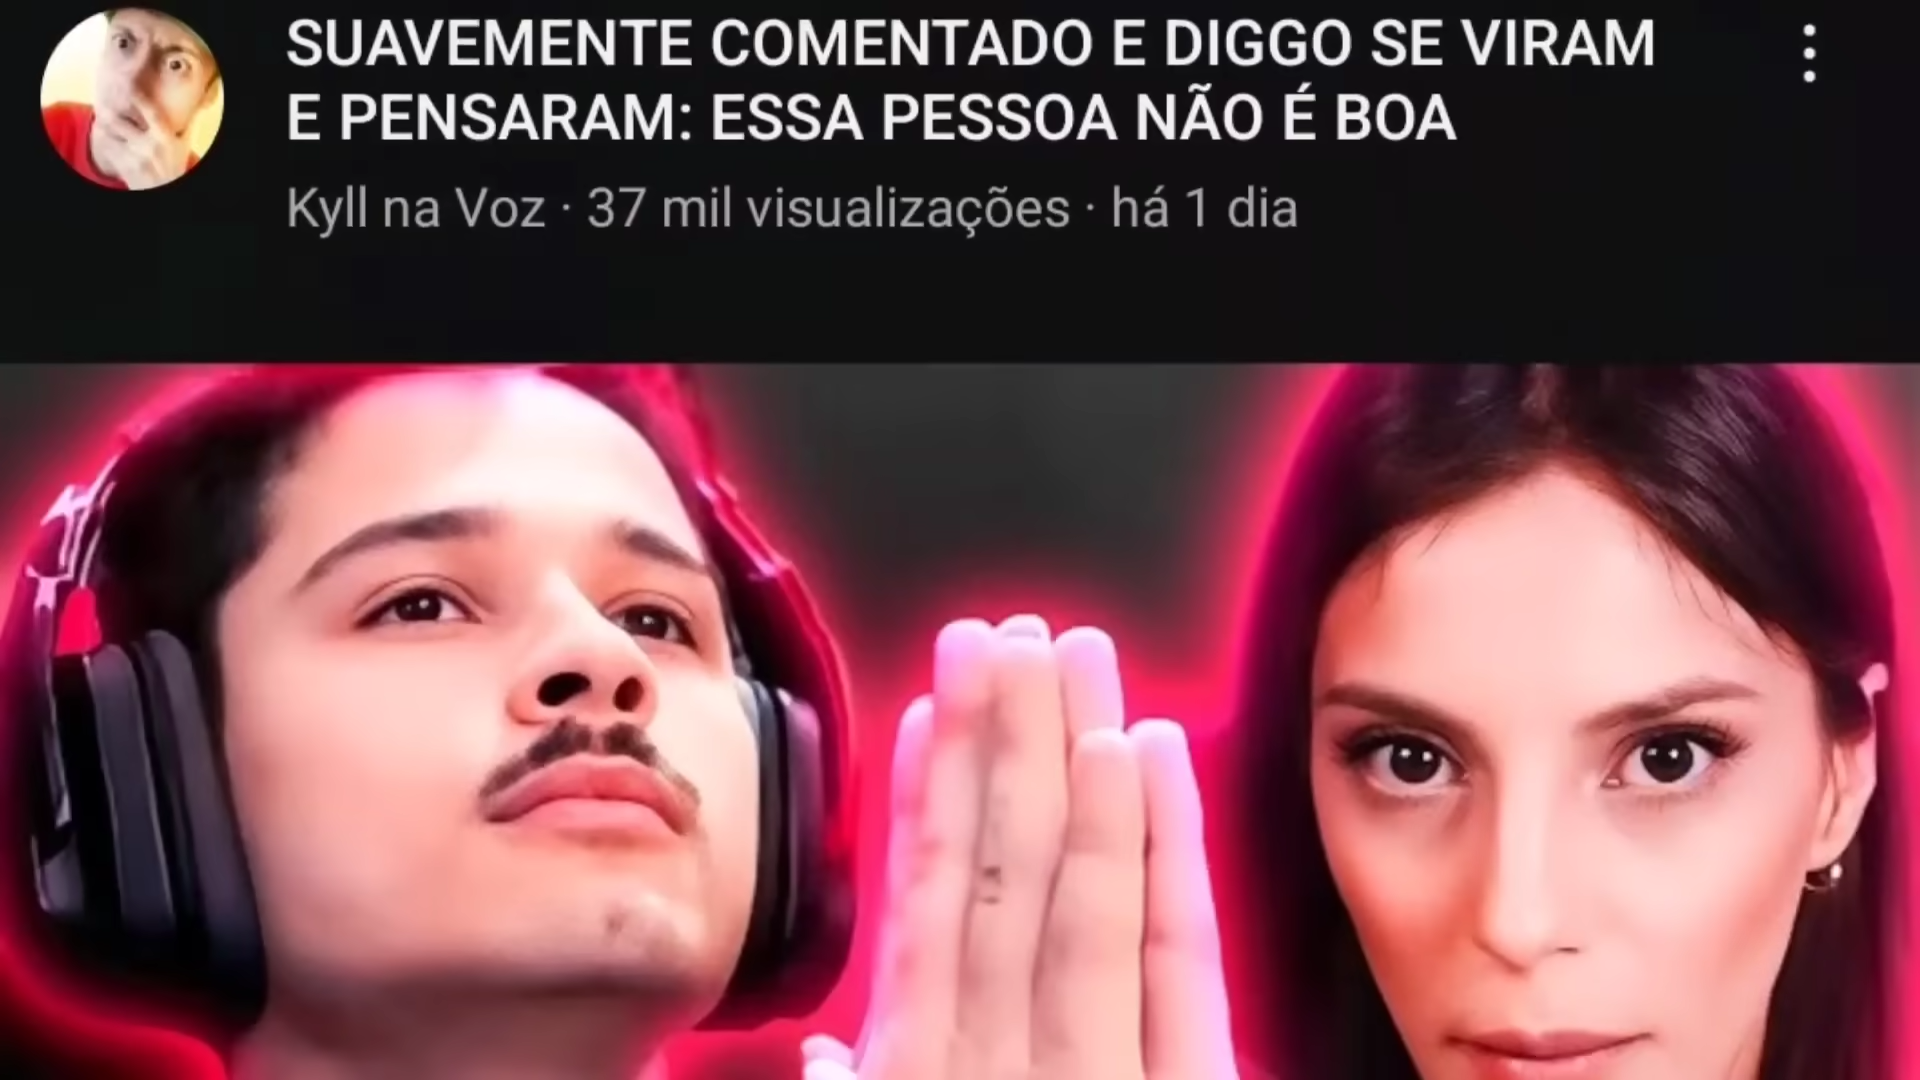 SUAVEMENTE COMENTADO E DIGGO SE VIRAM
E PENSARAM: ESSA PESSOA NÃO É BOA
Kyll na Voz · 37 mil visualizações · há 1 dia